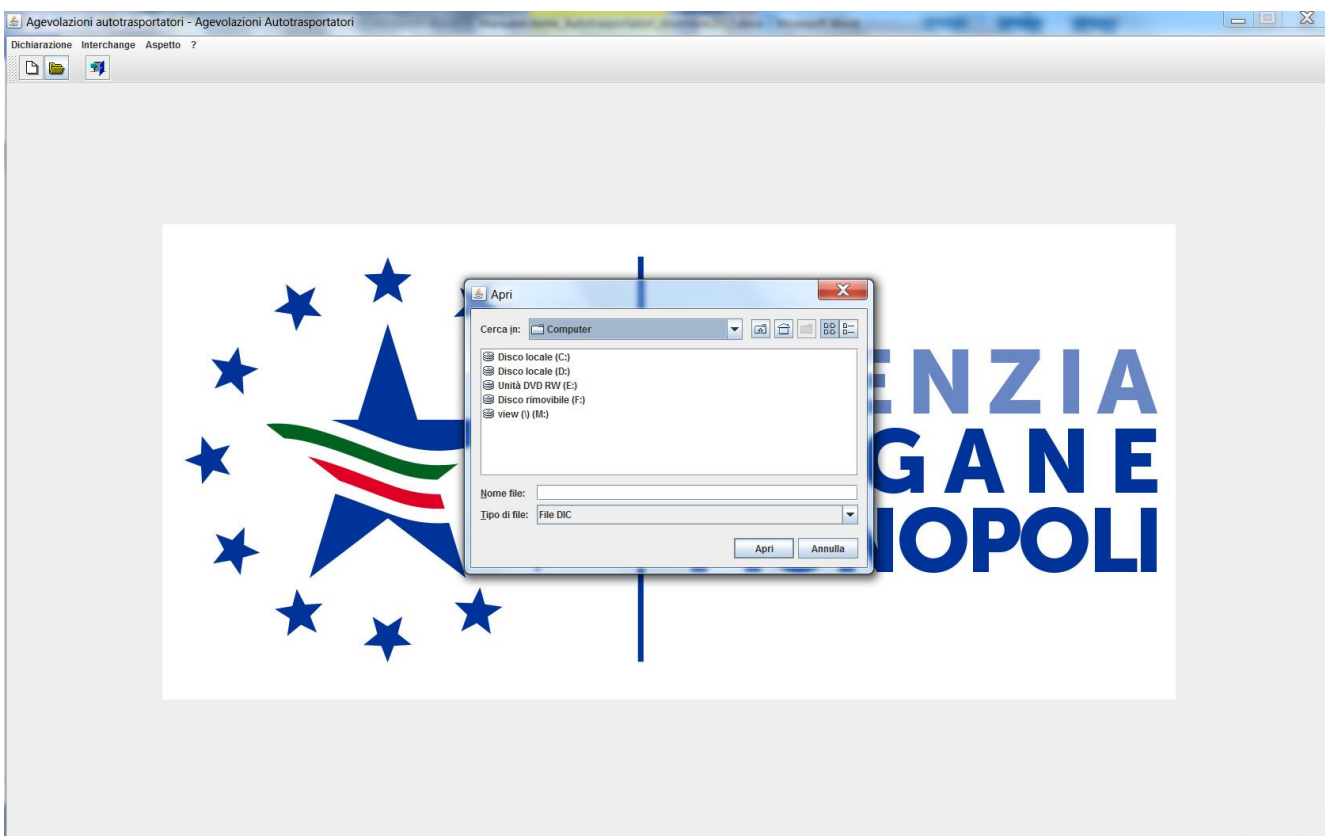 Agevolazioni autotrasportatori - Agevolazioni Autotrasportatori
Dichiarazione Interchange Aspetto ?
Apri
Cerca in: Computer
Disco locale (C:)
Disco locale (D:)
Unità DVD RW (E:)
Disco rimovibile (F:)
view (\) (M:)
Nome file:
Tipo di file: File DIC
Apri Annulla
ENZIA
GANE
NOPOLI